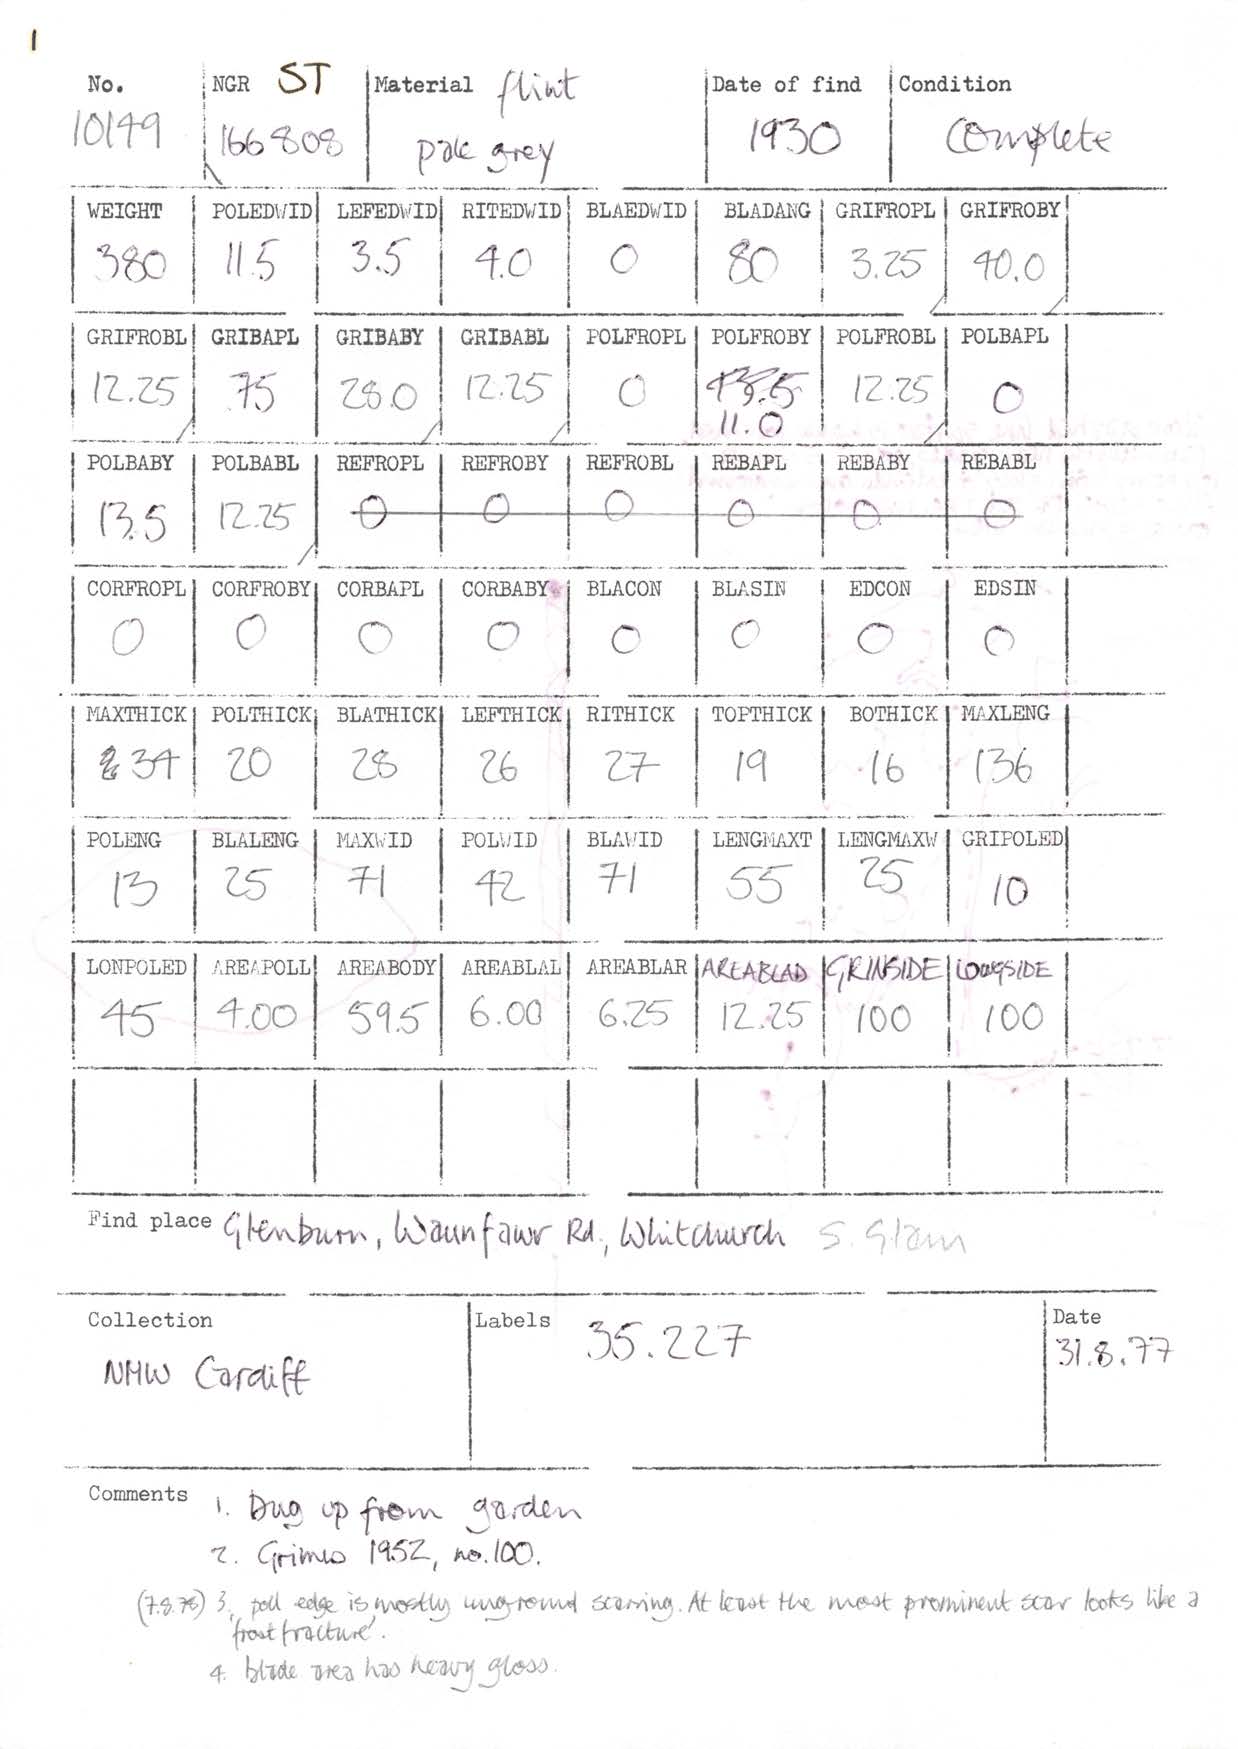 1
No. NGR ST Material flint Date of find Condition
10149 166808 pale grey 1930 Complete
WEIGHT POLEDWID LEFEDWID RITEDWID BLAEDWID BLADANG GRIFROPL GRIFROBY
380 11.5 3.5 4.0 0 80 3.25 40.0
GRIFROBL GRIBAPL GRIBABY GRIBABL POLFROPL POLFROBY POLFROBL POLBAPL
12.25 .75 28.0 12.25 0 13.5 12.25 0
11.0
POLBABY POLBABL REFROPL REFROBY REFROBL REBAPL REBABY REBABL
13.5 12.25 0 0 0 0 0 0
CORFROPL CORFROBY CORBAPL CORBABY BLACON BLASIN EDCON EDSIN
0 0 0 0 0 0 0 0
MAXTHICK POLTHICK BLATHICK LEFTHICK RITHICK TOPTHICK BOTHICK MAXLENG
34 20 28 26 27 19 16 136
POLENG BLALENG MAXWID POLWID BLAWID LENGMAXT LENGMAXW GRIPOLED
13 25 71 42 71 55 25 10
LONPOLED AREAPOLL AREABODY AREABLAL AREABLAR AREABLAD GRINSIDE LONGSIDE
45 4.00 59.5 6.00 6.25 12.25 100 100
Find place Glenburn, Waunfawr Rd., Whitchurch S. Glam
Collection Labels 35.227 Date
NMW Cardiff 31.8.77
Comments 1. Dug up from garden
2. Grimes 1952, no.100.
(7.8.78) 3. poll edge is mostly unground scarring. At least the most prominent scar looks like a
'frost fracture'.
4. blade area has heavy gloss.